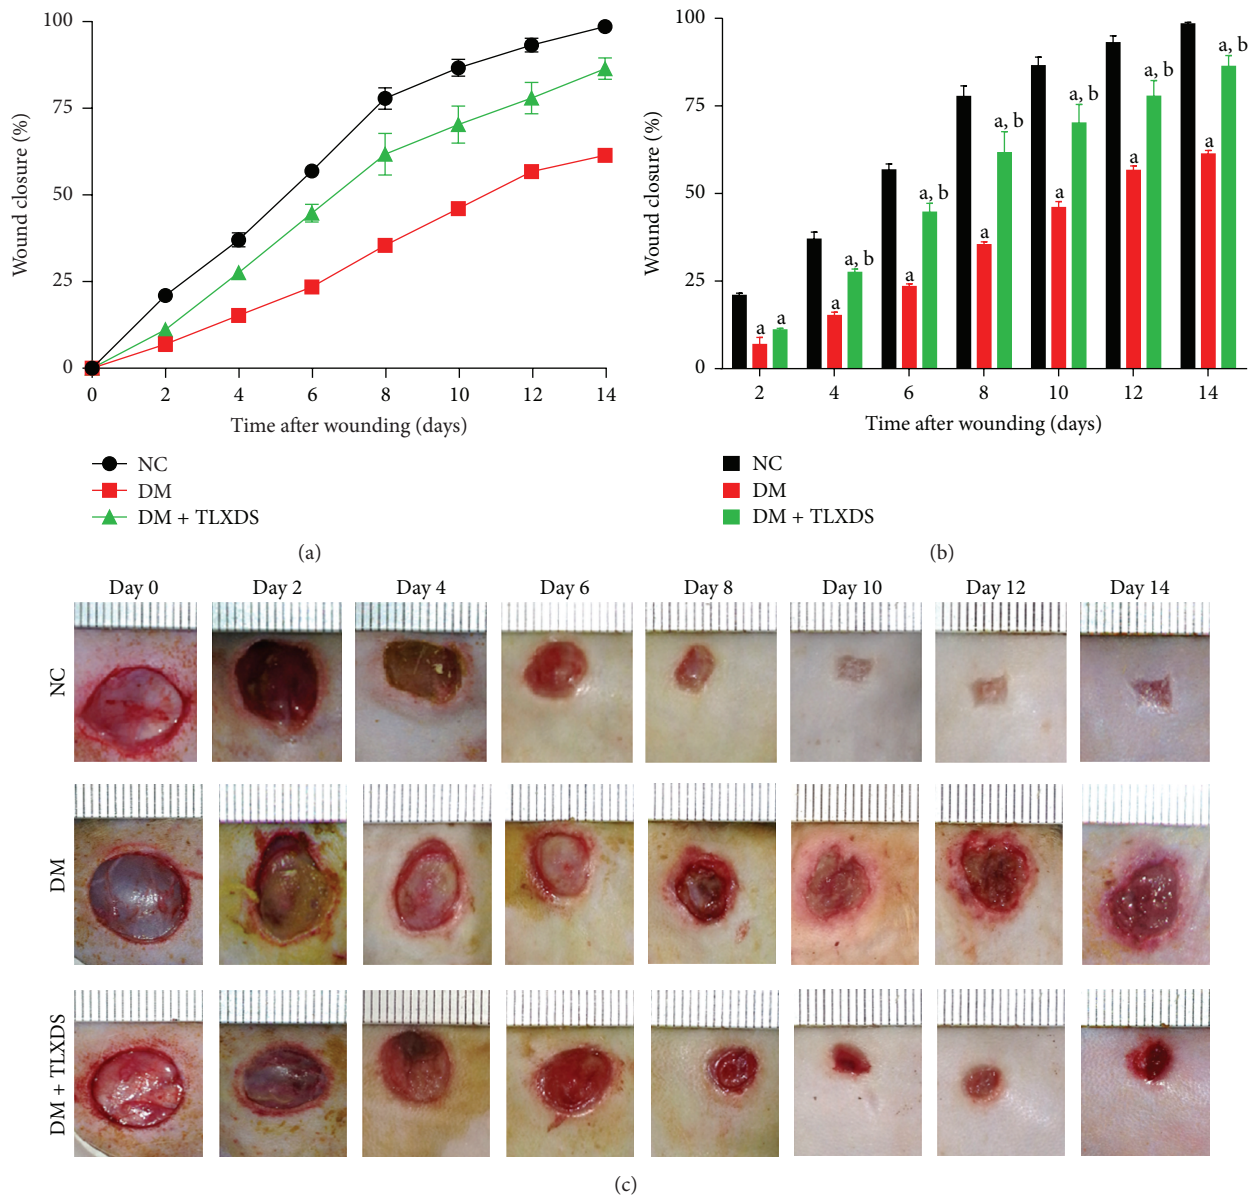 100
75
50
25
0
Wound closure (%)
0 2 4 6 8 10 12 14
Time after wounding (days)
NC
DM
DM + TLXDS
(a)
100
75
50
25
0
Wound closure (%)
a a
a a, b
a a, b
a a, b
a a, b
a a, b
a a, b
2 4 6 8 10 12 14
Time after wounding (days)
NC
DM
DM + TLXDS
(b)
Day 0 Day 2 Day 4 Day 6 Day 8 Day 10 Day 12 Day 14
NC
DM
DM + TLXDS
(c)